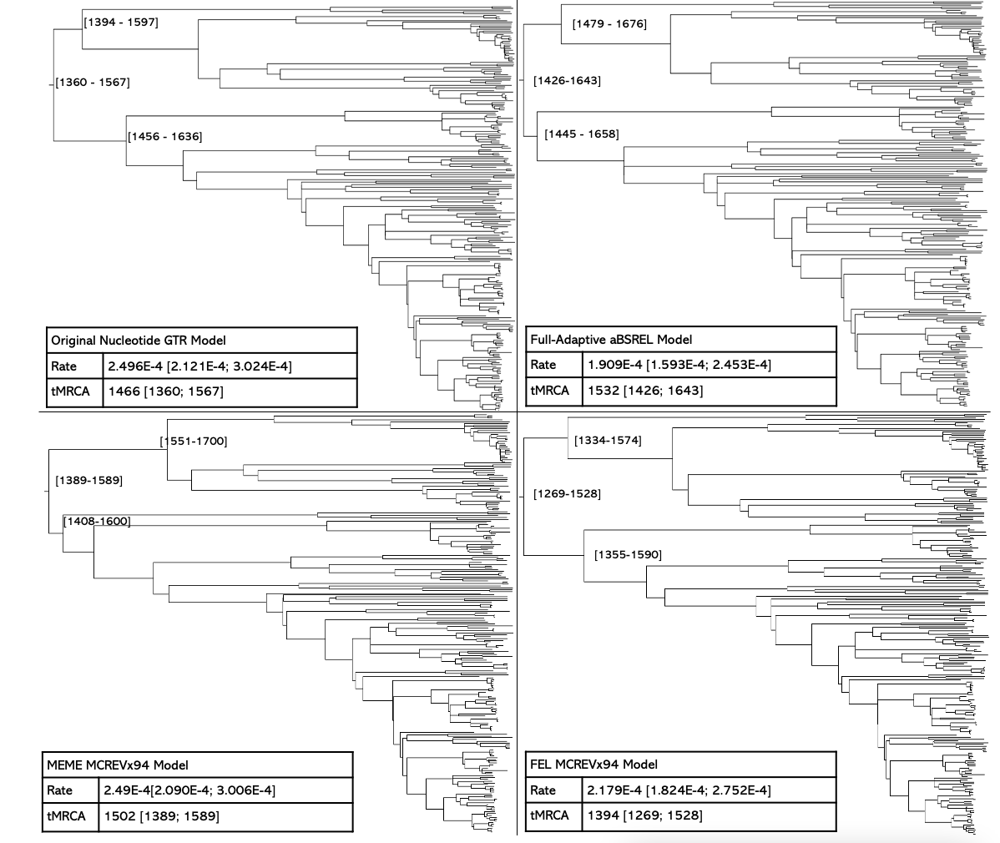 [1394 - 1597]
[1360 - 1567]
[1456 - 1636]
Original Nucleotide GTR Model
Rate 2.496E-4 [2.121E-4; 3.024E-4]
tMRCA 1466 [1360; 1567]
[1479 - 1676]
[1426-1643]
[1445 - 1658]
Full-Adaptive aBSREL Model
Rate 1.909E-4 [1.593E-4; 2.453E-4]
tMRCA 1532 [1426; 1643]
[1551-1700]
[1389-1589]
[1408-1600]
MEME MCREVx94 Model
Rate 2.49E-4[2.090E-4; 3.006E-4]
tMRCA 1502 [1389; 1589]
[1334-1574]
[1269-1528]
[1355-1590]
FEL MCREVx94 Model
Rate 2.179E-4 [1.824E-4; 2.752E-4]
tMRCA 1394 [1269; 1528]